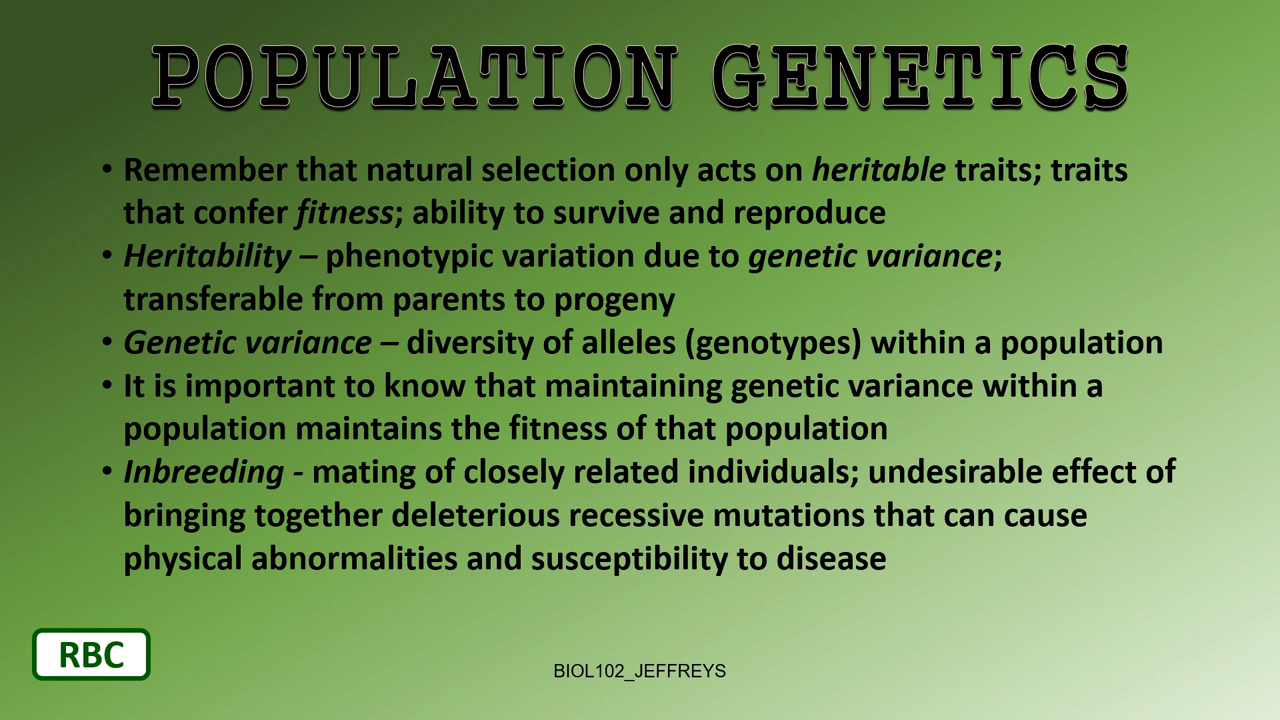 POPULATION GENETICS
• Remember that natural selection only acts on heritable traits; traits
that confer fitness; ability to survive and reproduce
• Heritability – phenotypic variation due to genetic variance;
transferable from parents to progeny
• Genetic variance – diversity of alleles (genotypes) within a population
• It is important to know that maintaining genetic variance within a
population maintains the fitness of that population
• Inbreeding - mating of closely related individuals; undesirable effect of
bringing together deleterious recessive mutations that can cause
physical abnormalities and susceptibility to disease
RBC
BIOL102_JEFFREYS